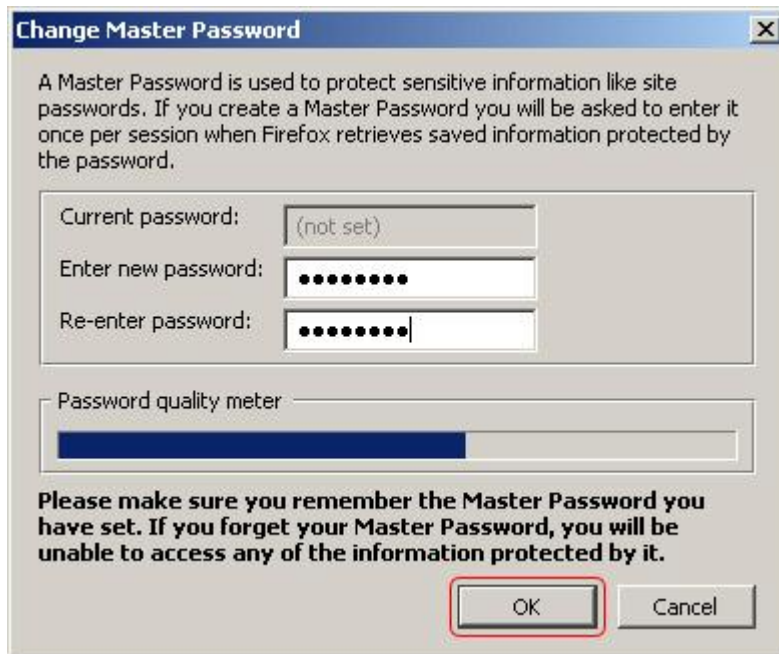 Change Master Password
A Master Password is used to protect sensitive information like site
passwords. If you create a Master Password you will be asked to enter it
once per session when Firefox retrieves saved information protected by
the password.
Current password: (not set)
Enter new password: ●●●●●●●●
Re-enter password: ●●●●●●●●
Password quality meter
Please make sure you remember the Master Password you
have set. If you forget your Master Password, you will be
unable to access any of the information protected by it.
OK Cancel